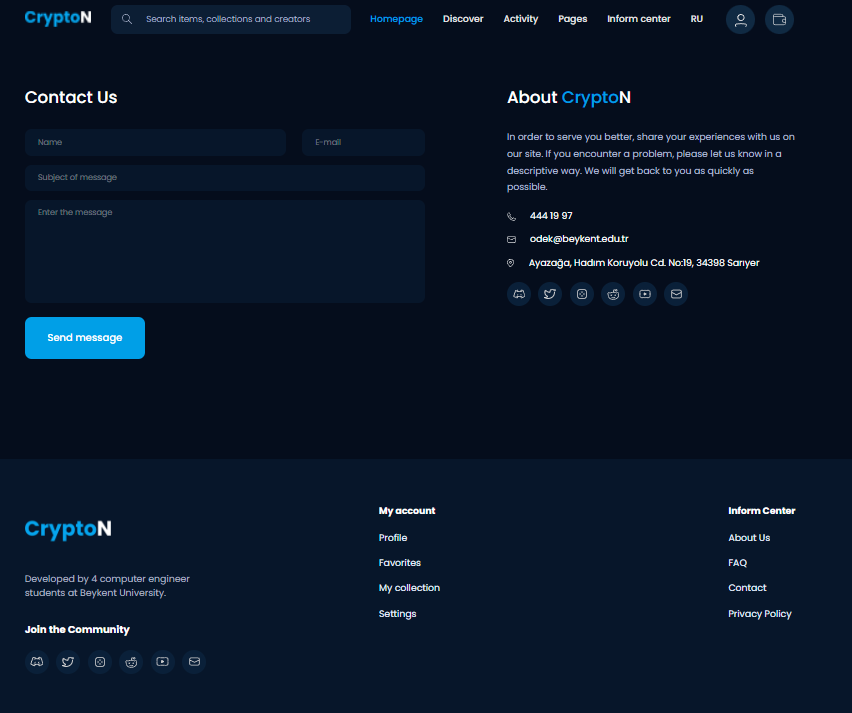 CryptoN
Search items, collections and creators
Homepage
Discover
Activity
Pages
Inform center
RU
Contact Us
Name
E-mail
Subject of message
Enter the message
Send message
About CryptoN
In order to serve you better, share your experiences with us on
our site. If you encounter a problem, please let us know in a
descriptive way. We will get back to you as quickly as
possible.
444 19 97
odek@beykent.edu.tr
Ayazağa, Hadım Koruyolu Cd. No:19, 34398 Sarıyer
CryptoN
Developed by 4 computer engineer
students at Beykent University.
Join the Community
My account
Profile
Favorites
My collection
Settings
Inform Center
About Us
FAQ
Contact
Privacy Policy